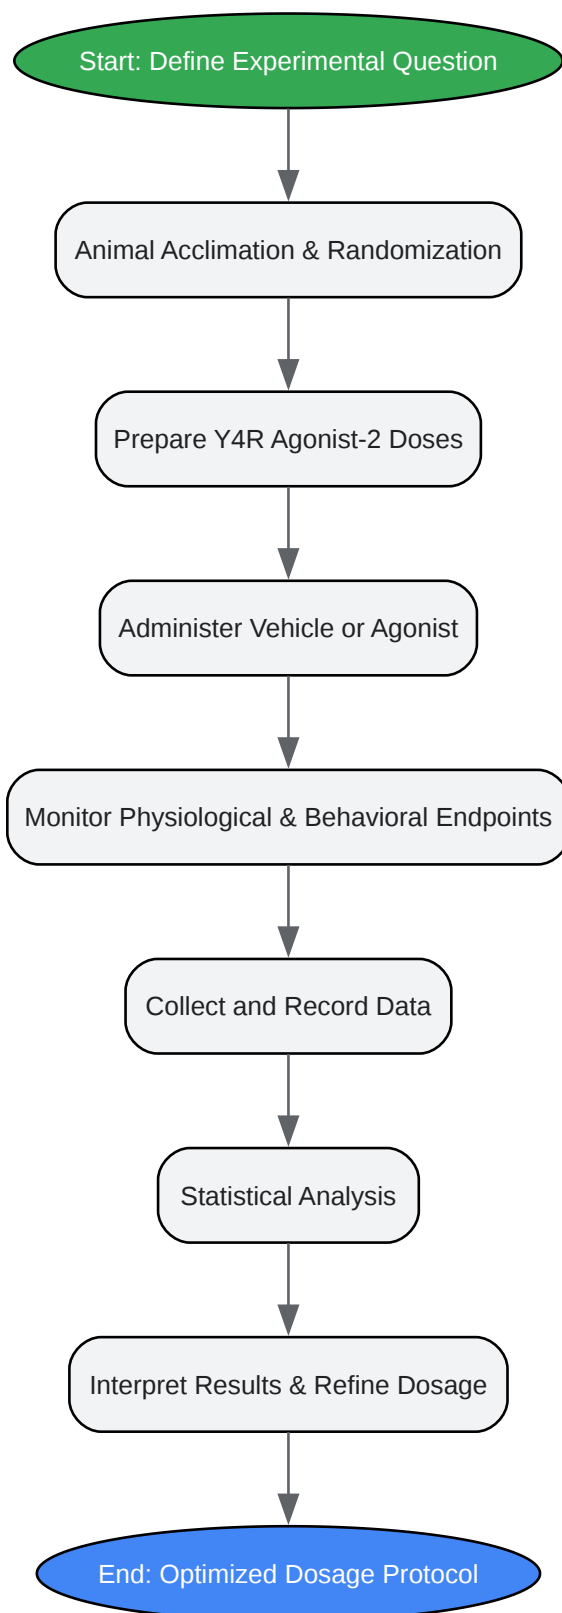 Start: Define Experimental Question
Animal Acclimation & Randomization
Prepare Y4R Agonist-2 Doses
Administer Vehicle or Agonist
Monitor Physiological & Behavioral Endpoints
Collect and Record Data
Statistical Analysis
Interpret Results & Refine Dosage
End: Optimized Dosage Protocol